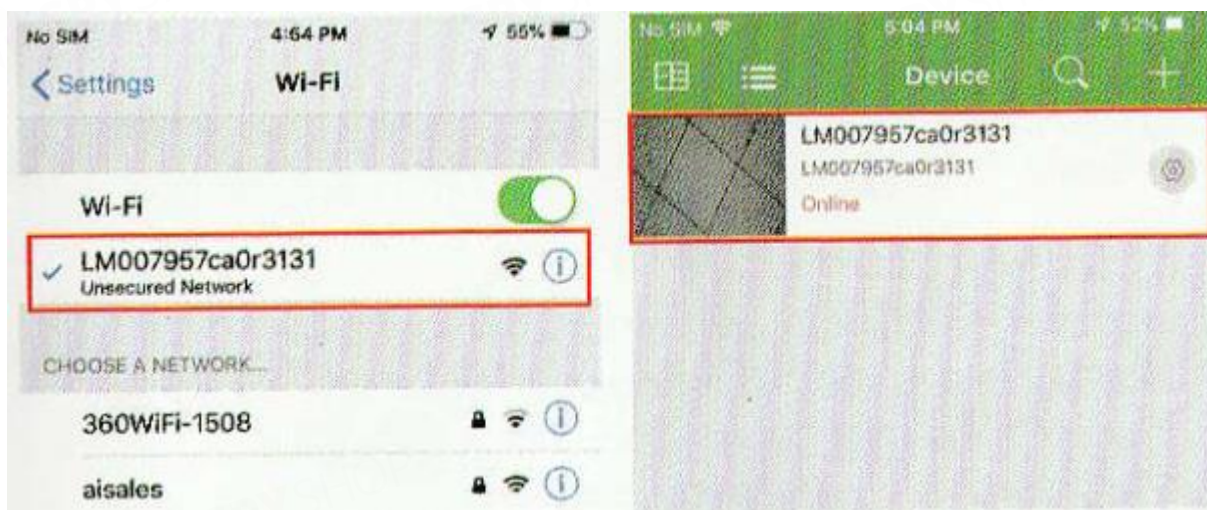 No SIM 4:64 PM 55%
Settings Wi-Fi
Wi-Fi
LM007957ca0r3131
Unsecured Network
CHOOSE A NETWORK...
360WiFi-1508
aisales
No SIM 5:04 PM 52%
Device
LM007957ca0r3131
LM007957ca0r3131
Online